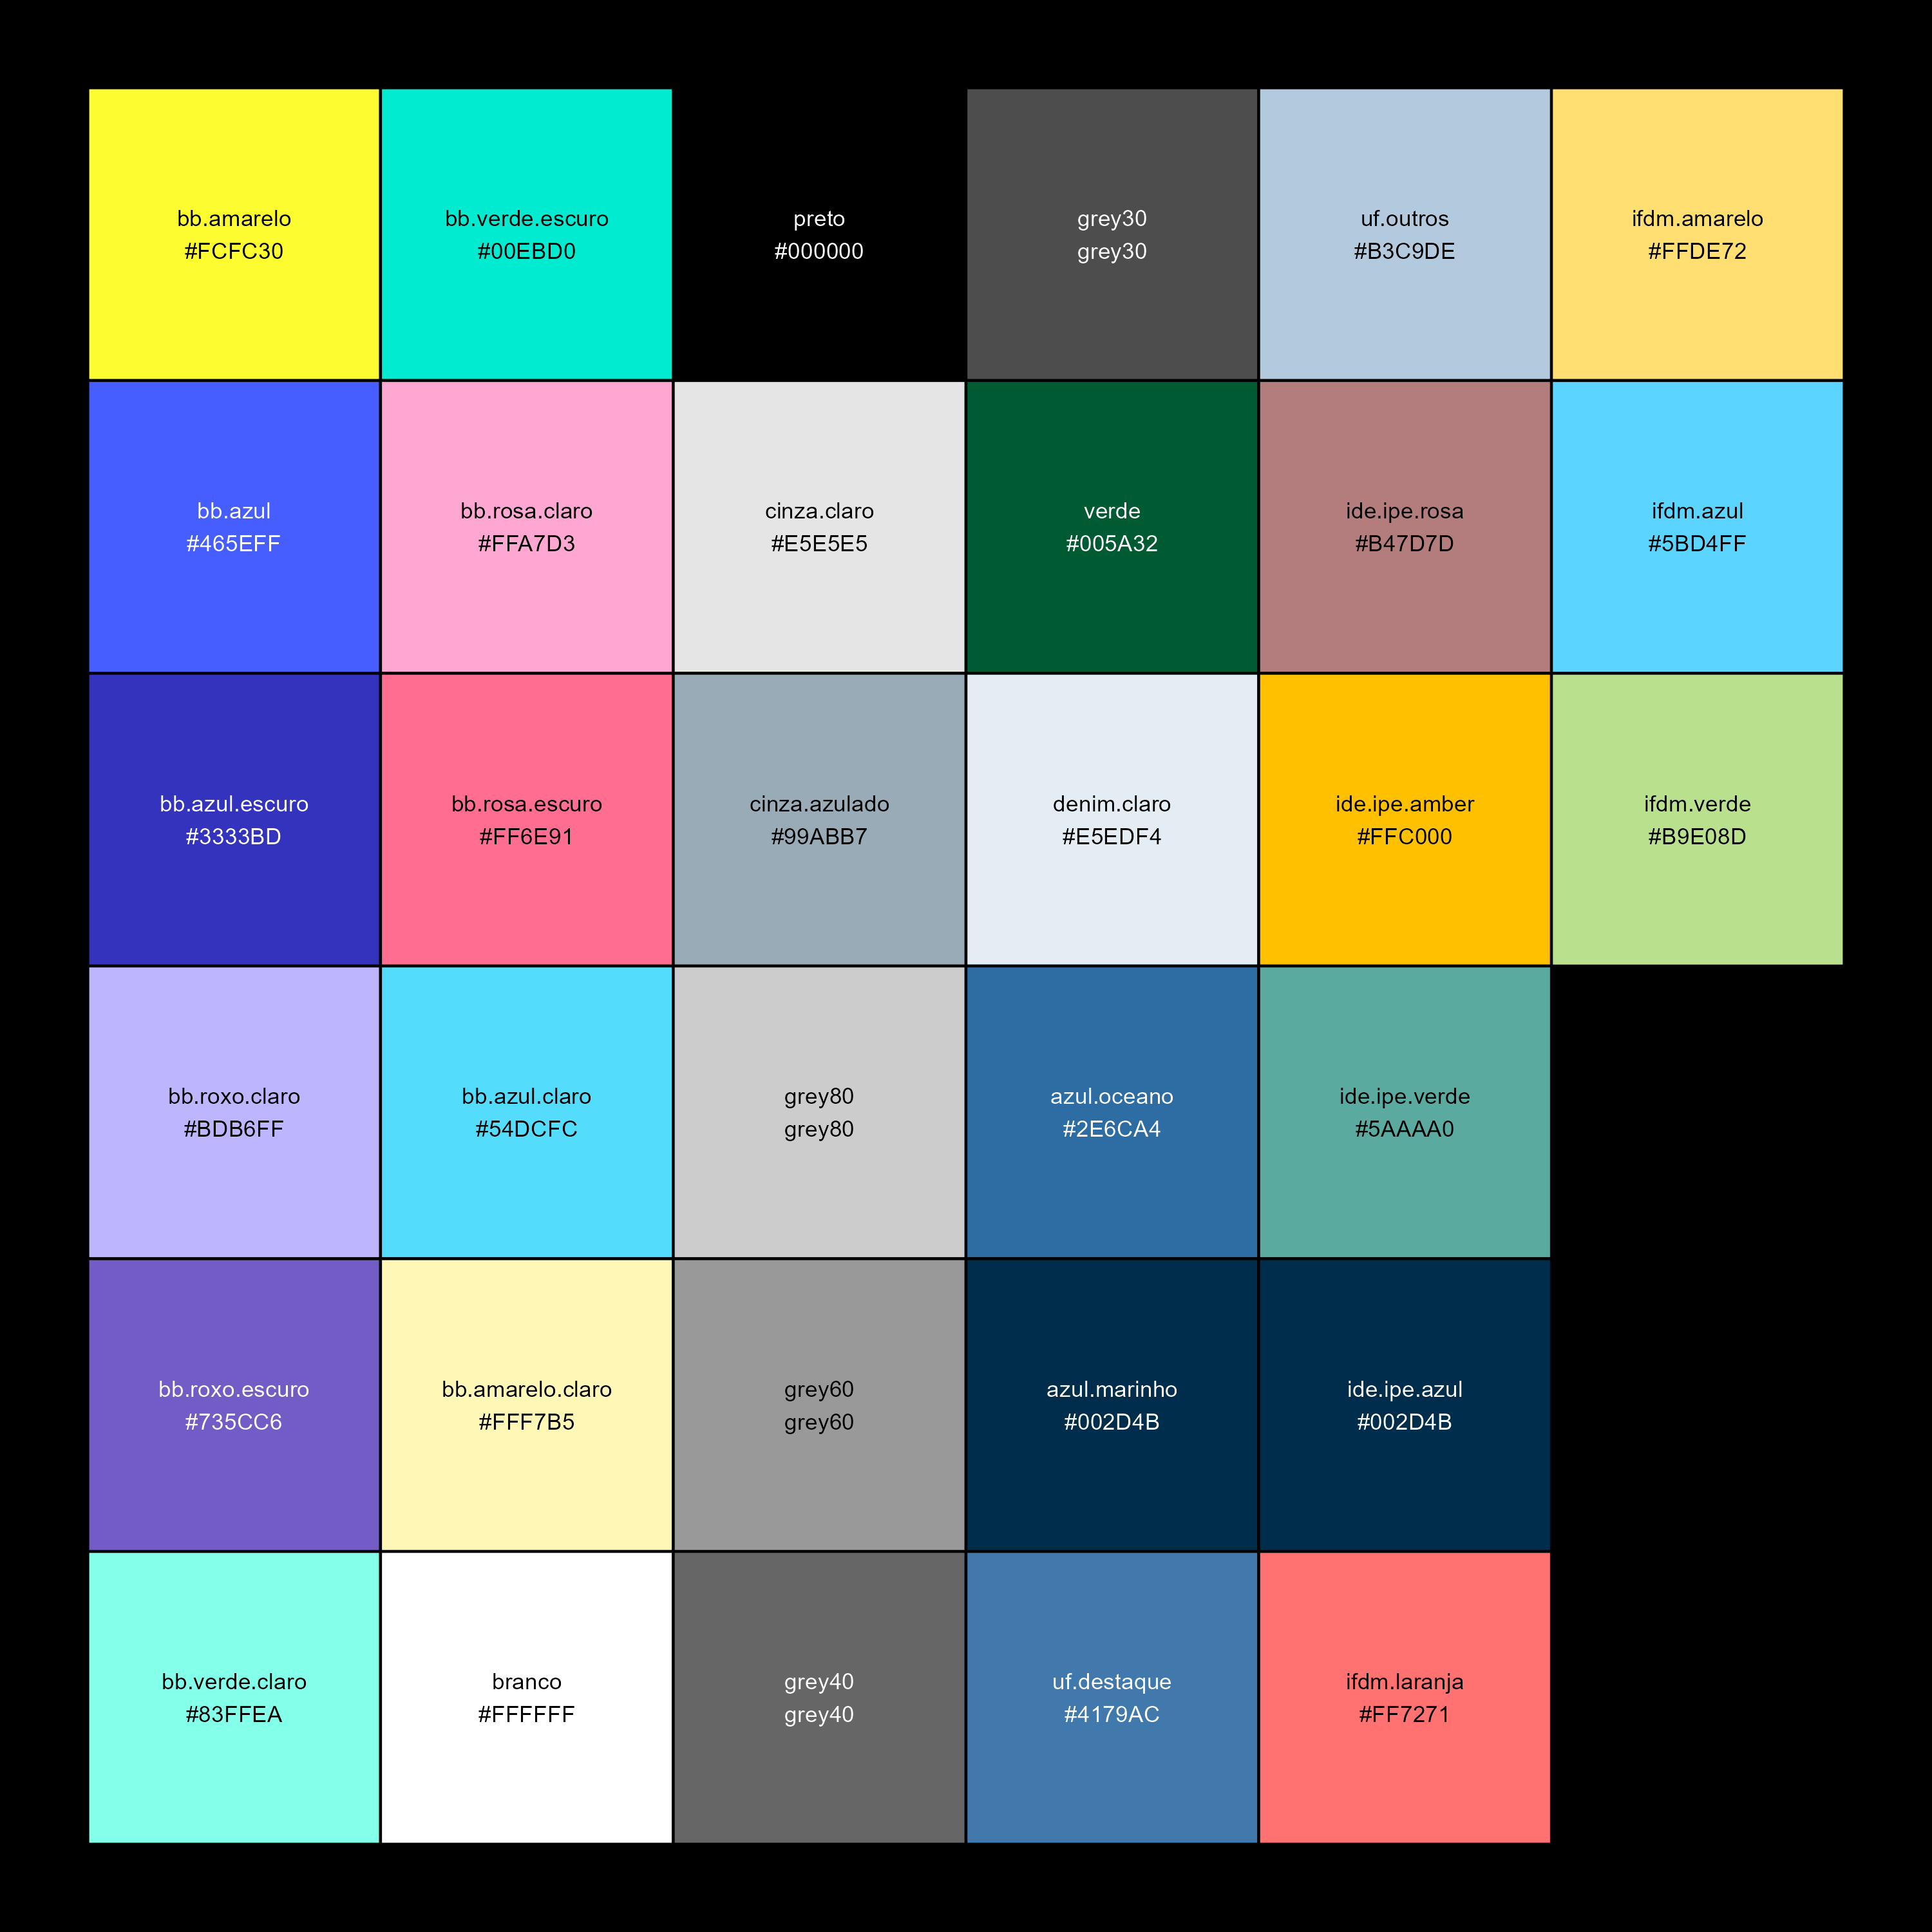 bb.amarelo
#FCFC30
bb.verde.escuro
#00EBD0
preto
#000000
grey30
grey30
uf.outros
#B3C9DE
ifdm.amarelo
#FFDE72
bb.azul
#465EFF
bb.rosa.claro
#FFA7D3
cinza.claro
#E5E5E5
verde
#005A32
ide.ipe.rosa
#B47D7D
ifdm.azul
#5BD4FF
bb.azul.escuro
#3333BD
bb.rosa.escuro
#FF6E91
cinza.azulado
#99ABB7
denim.claro
#E5EDF4
ide.ipe.amber
#FFC000
ifdm.verde
#B9E08D
bb.roxo.claro
#BDB6FF
bb.azul.claro
#54DCFC
grey80
grey80
azul.oceano
#2E6CA4
ide.ipe.verde
#5AAAA0
bb.roxo.escuro
#735CC6
bb.amarelo.claro
#FFF7B5
grey60
grey60
azul.marinho
#002D4B
ide.ipe.azul
#002D4B
bb.verde.claro
#83FFEA
branco
#FFFFFF
grey40
grey40
uf.destaque
#4179AC
ifdm.laranja
#FF7271